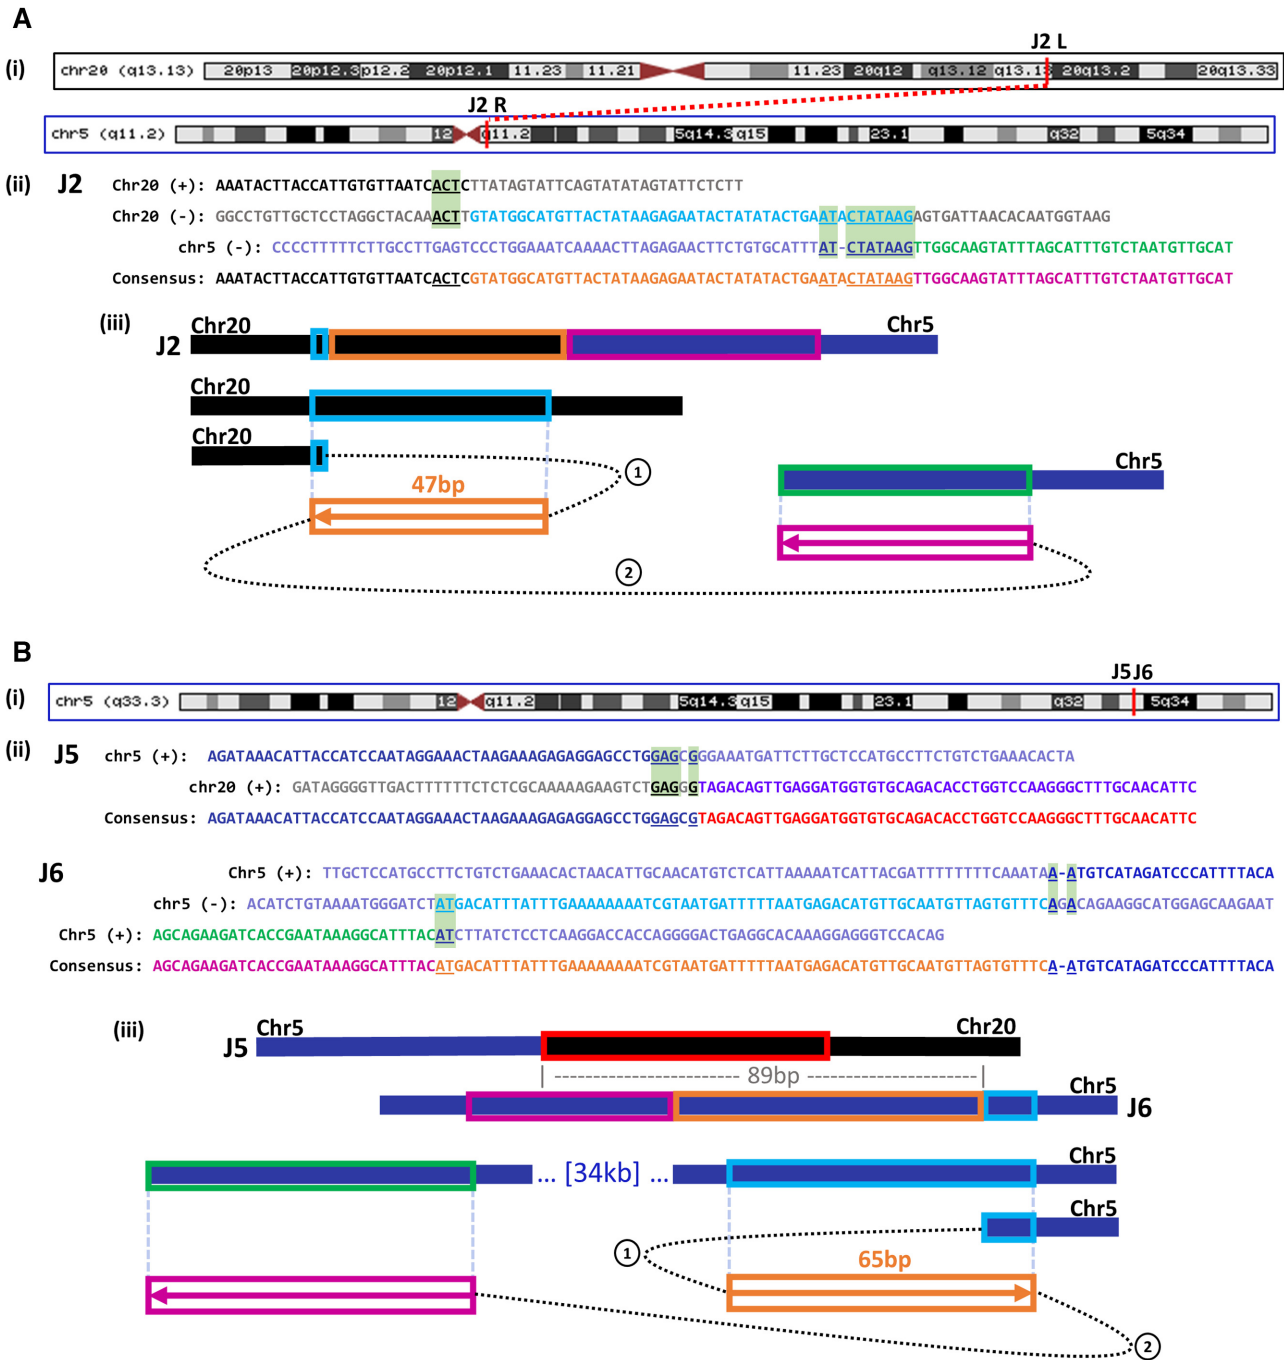 A
J2 L
(i)
chr20 (q13.13) 20p13 20p12.3 p12.2 20p12.1 11.23 11.21 11.23 20q12 q13.12 q13.13 20q13.2 20q13.33
J2 R
chr5 (q11.2) 12 q11.2 5q14.3 q15 23.1 q32 5q34
(ii) J2 Chr20 (+): AAATACTTACCATTGTGTTAATCACTCTTATAGTATTCAGTATATAGTATTCTCTT
Chr20 (-): GGCCTGTTGCTCCTAGGCTACAAACTTGTATGGCATGTTACTATAAGAGAATACTATATACTGAATACTATAAGAGTGATTAACACAATGGTAAG
chr5 (-): CCCCTTTTTCTTGCCTTGAGTCCCTGGAAATCAAAACTTAGAGAACTTCTGTGCATTTAT-CTATAAGTTGGCAAGTATTTAGCATTTGTCTAATGTTGCAT
Consensus: AAATACTTACCATTGTGTTAATCACTCGTATGGCATGTTACTATAAGAGAATACTATATACTGAATACTATAAGTTGGCAAGTATTTAGCATTTGTCTAATGTTGCAT
(iii)
Chr20 Chr5
J2
Chr20
Chr20
1
Chr5
47bp
2
B
J5 J6
(i)
chr5 (q33.3) 12 q11.2 5q14.3 q15 23.1 q32 5q34
(ii) J5 chr5 (+): AGATAAACATTACCATCCAATAGGAAACTAAGAAAGAGAGGAGCCTGGAGCGGGAAATGATTCTTGCTCCATGCCTTCTGTCTGAAACACTA
chr20 (+): GATAGGGGTTGACTTTTTTCTCTCGCAAAAAGAAGTCTGAGGGTAGACAGTTGAGGATGGTGTGCAGACACCTGGTCCAAGGGCTTTGCAACATTC
Consensus: AGATAAACATTACCATCCAATAGGAAACTAAGAAAGAGAGGAGCCTGGAGCGTAGACAGTTGAGGATGGTGTGCAGACACCTGGTCCAAGGGCTTTGCAACATTC
J6 Chr5 (+): TTGCTCCATGCCTTCTGTCTGAAACACTAACATTGCAACATGTCTCATTAAAAATCATTACGATTTTTTTTCAAATAA-ATGTCATAGATCCCATTTTACA
chr5 (-): ACATCTGTAAAATGGGATCTATGACATTTATTTGAAAAAAAATCGTAATGATTTTTAATGAGACATGTTGCAATGTTAGTGTTTCAGACAGAAGGCATGGAGCAAGAAT
Chr5 (+): AGCAGAAGATCACCGAATAAAGGCATTTACATCTTATCTCCTCAAGGACCACCAGGGGACTGAGGCACAAAGGAGGGTCCACAG
Consensus: AGCAGAAGATCACCGAATAAAGGCATTTACATGACATTTATTTGAAAAAAAATCGTAATGATTTTTAATGAGACATGTTGCAATGTTAGTGTTTCA-ATGTCATAGATCCCATTTTACA
(iii)
Chr5 Chr20
J5
89bp
Chr5
J6
Chr5
... [34kb] ...
Chr5
1
65bp
2